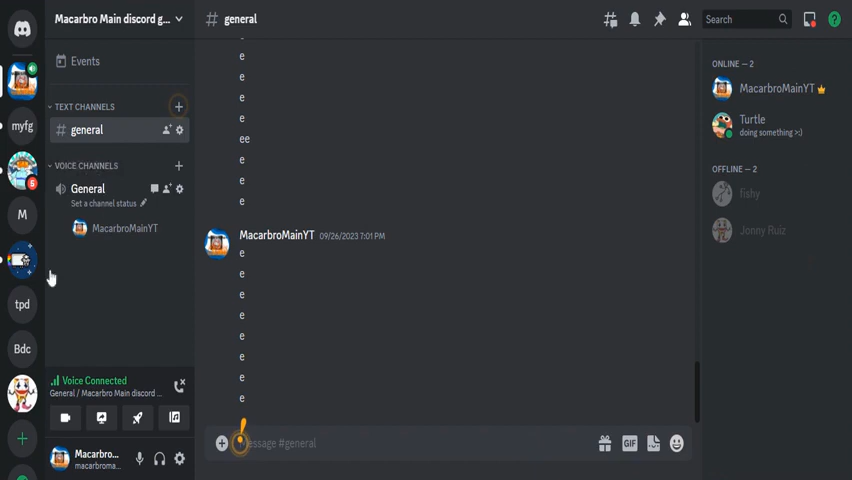 Macarbro Main discord g...
Events
TEXT CHANNELS
general
VOICE CHANNELS
General
Set a channel status
MacarbroMainYT
myfg
5
M
tpd
Bdc
Voice Connected
General / Macarbro Main discord ...
Macarbro...
macarbroma...
general
Search
e
e
e
e
e
ee
e
e
e
MacarbroMainYT 09/26/2023 7:01 PM
e
e
e
e
e
e
e
e
Message #general
GIF
ONLINE — 2
MacarbroMainYT
Turtle
doing something >:)
OFFLINE — 2
fishy
Jonny Ruiz